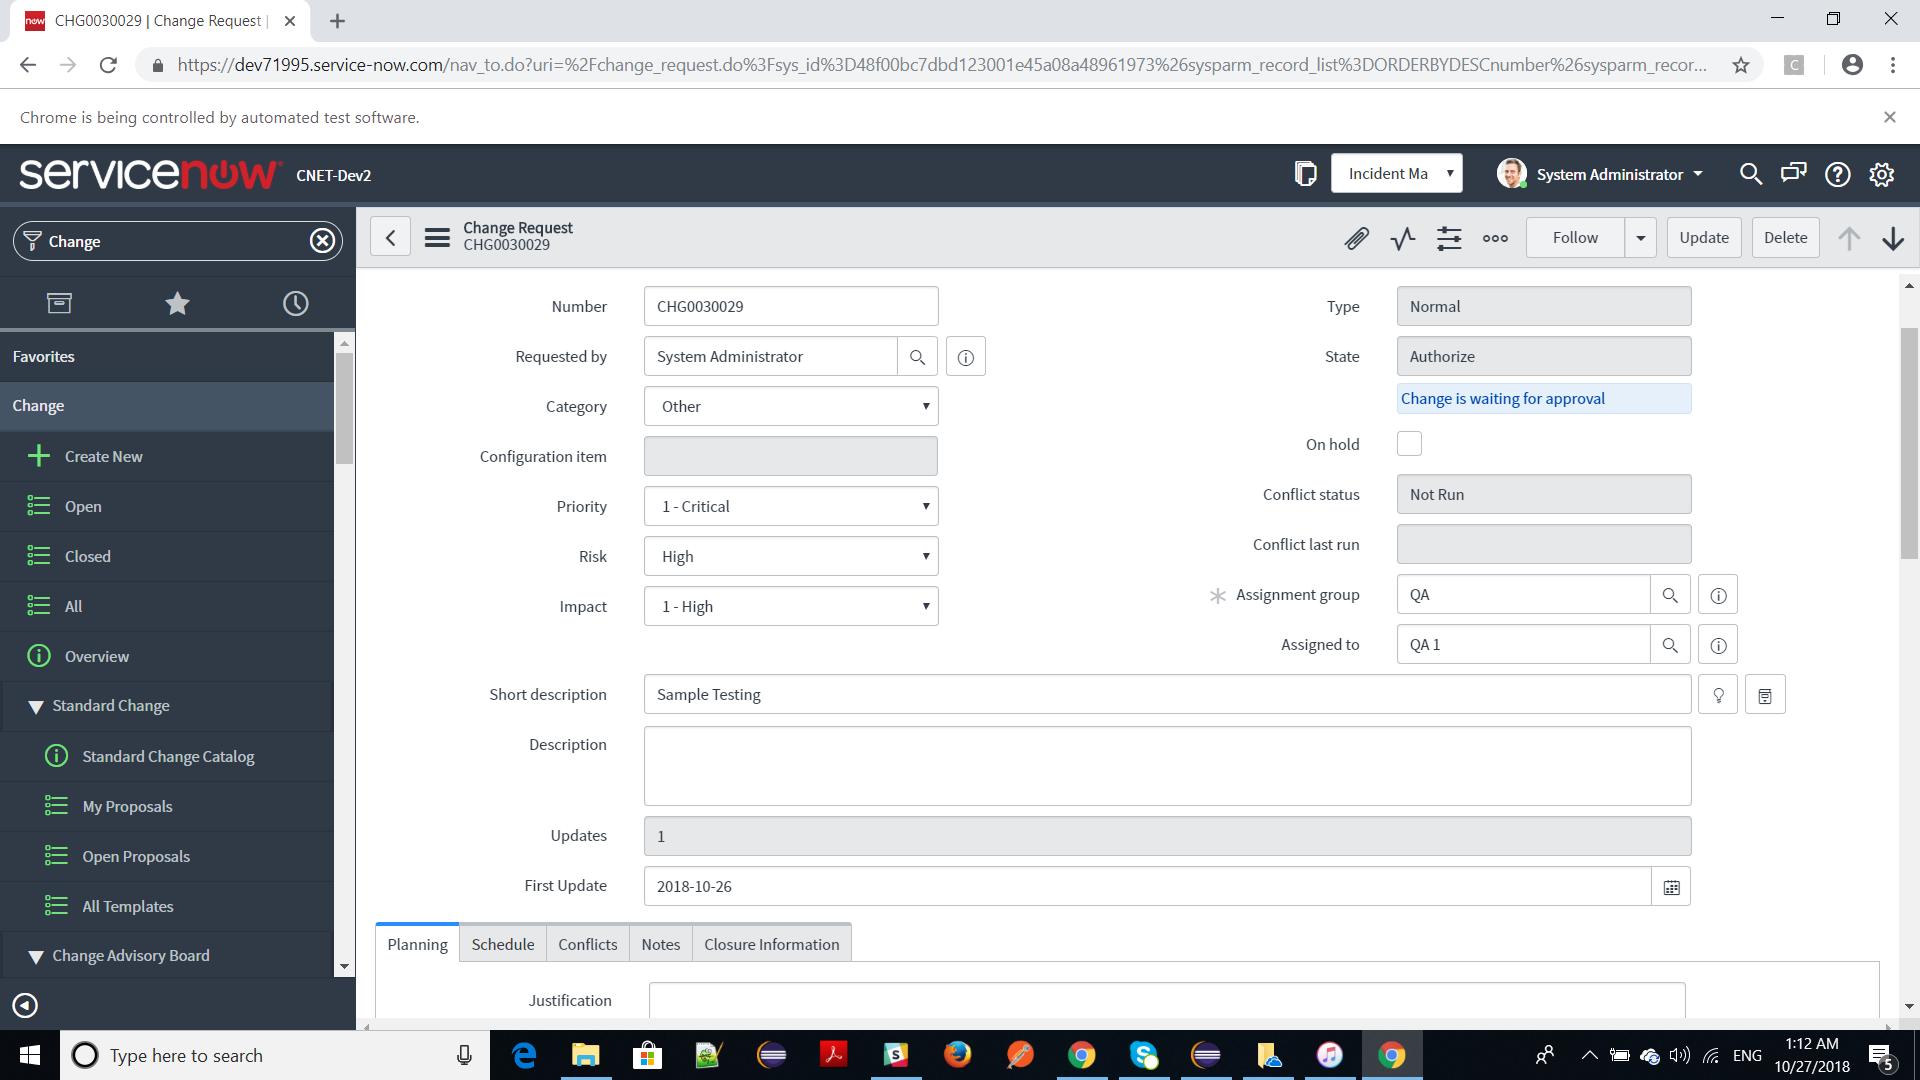 CHG0030029 | Change Request |
https://dev71995.service-now.com/nav_to.do?uri=%2Fchange_request.do%3Fsys_id%3D48f00bc7dbd123001e45a08a48961973%26sysparm_record_list%3DORDERBYDESCnumber%26sysparm_recor...
C
Chrome is being controlled by automated test software.
servicenow CNET-Dev2
Incident Ma
System Administrator
Change
Change Request
CHG0030029
Follow
Update
Delete
Favorites
Change
Create New
Open
Closed
All
Overview
Standard Change
Standard Change Catalog
My Proposals
Open Proposals
All Templates
Change Advisory Board
Number CHG0030029
Requested by System Administrator
Category Other
Configuration item
Priority 1 - Critical
Risk High
Impact 1 - High
Type Normal
State Authorize
Change is waiting for approval
On hold
Conflict status Not Run
Conflict last run
Assignment group QA
Assigned to QA 1
Short description Sample Testing
Description
Updates 1
First Update 2018-10-26
Planning Schedule Conflicts Notes Closure Information
Justification
Type here to search
ENG
1:12 AM
10/27/2018
5